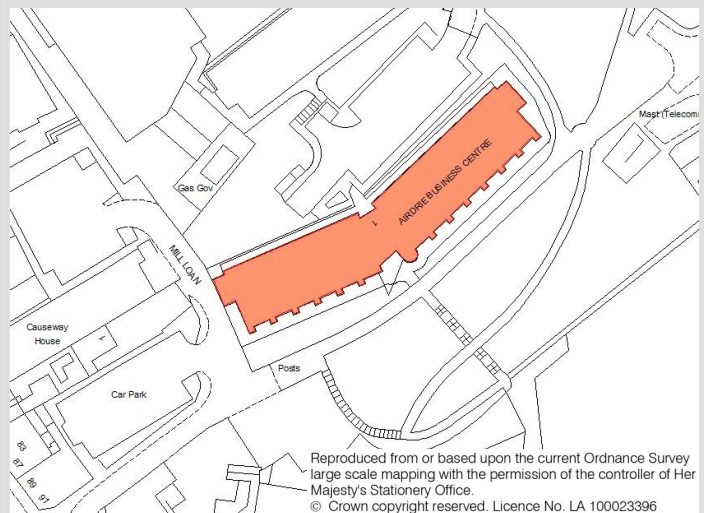 Mast (Telecom
AIRDRIE BUSINESS CENTRE
1
Gas Gov
MILL LOAN
Causeway
House
1
Posts
Car Park
83
87
89
91
Reproduced from or based upon the current Ordnance Survey
large scale mapping with the permission of the controller of Her
Majesty's Stationery Office.
© Crown copyright reserved. Licence No. LA 100023396